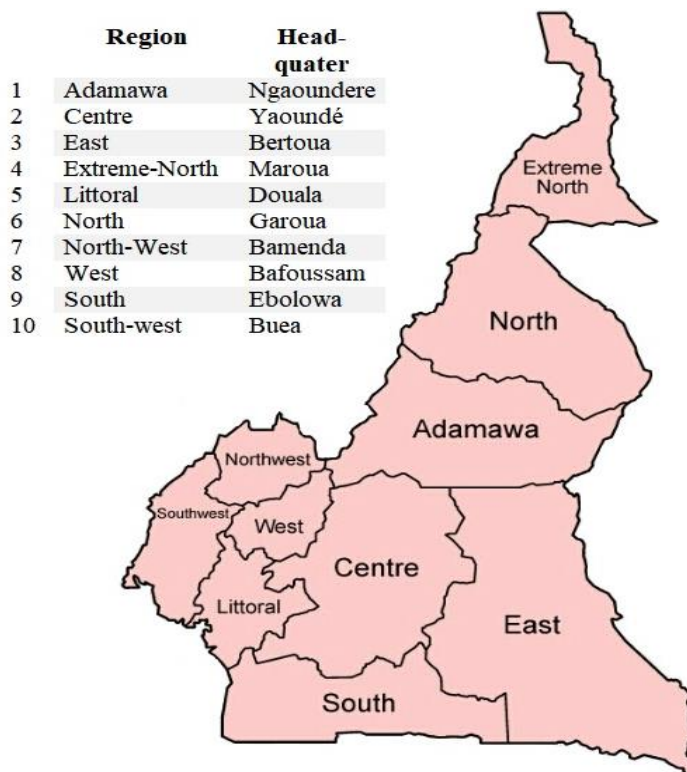 Region Head-
quater
1 Adamawa Ngaoundere
2 Centre Yaoundé
3 East Bertoua
4 Extreme-North Maroua
5 Littoral Douala
6 North Garoua
7 North-West Bamenda
8 West Bafoussam
9 South Ebolowa
10 South-west Buea
Extreme
North
North
Adamawa
Northwest
Southwest
West
Centre
Littoral
East
South